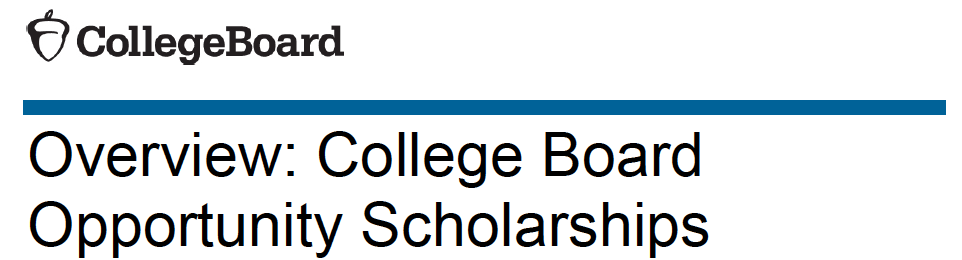 CollegeBoard
Overview: College Board
Opportunity Scholarships